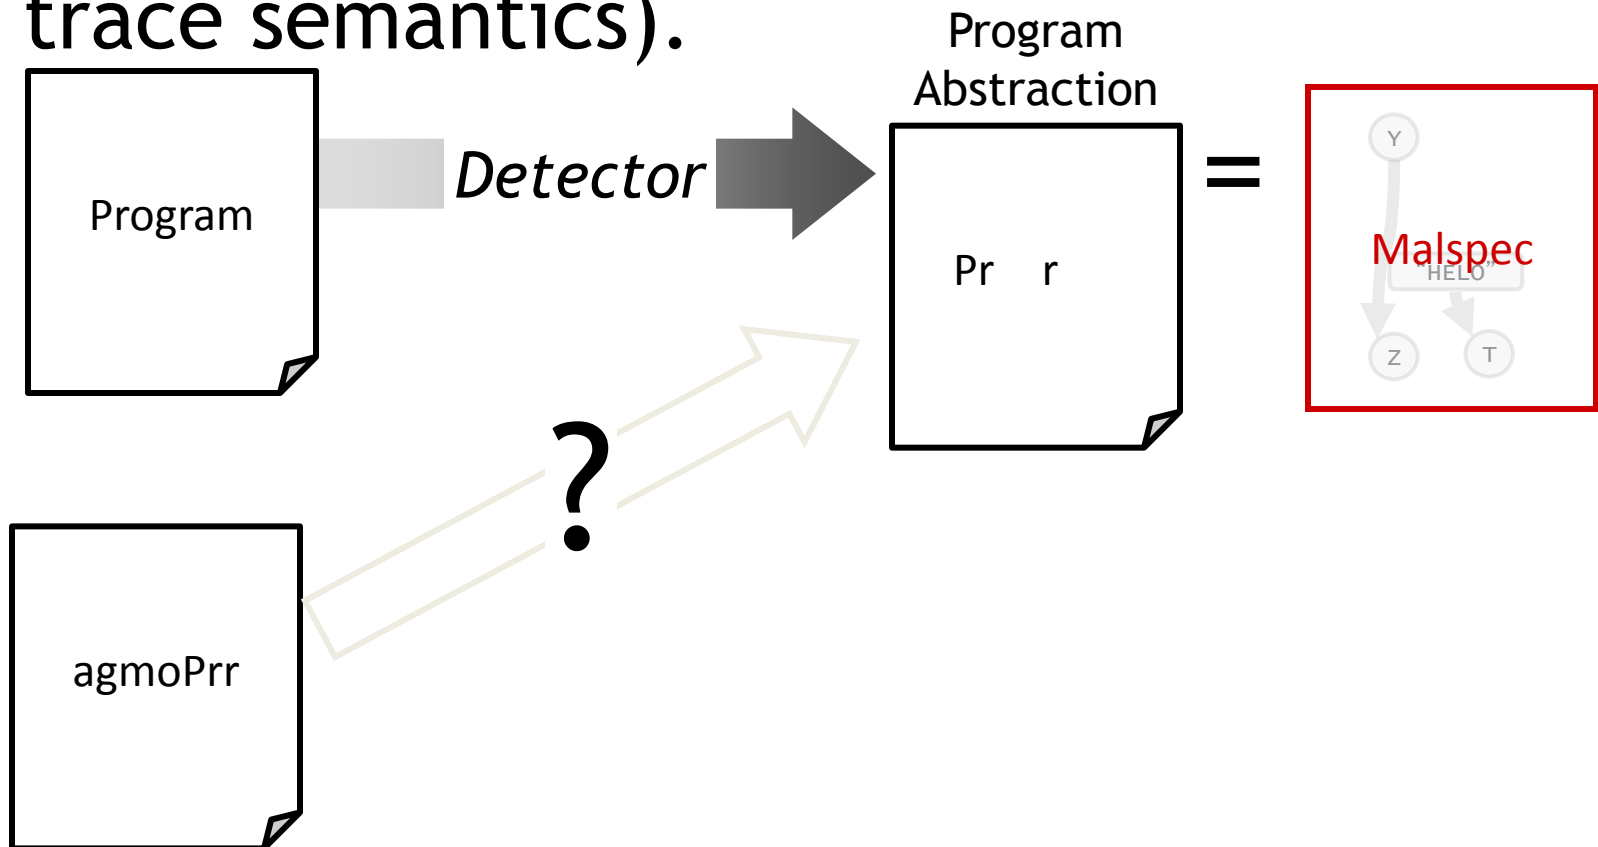 trace semantics).
Program
Abstraction
Program
Detector
Pr r
=
Y
Malspec
"HELO"
Z
T
?
agmoPrr